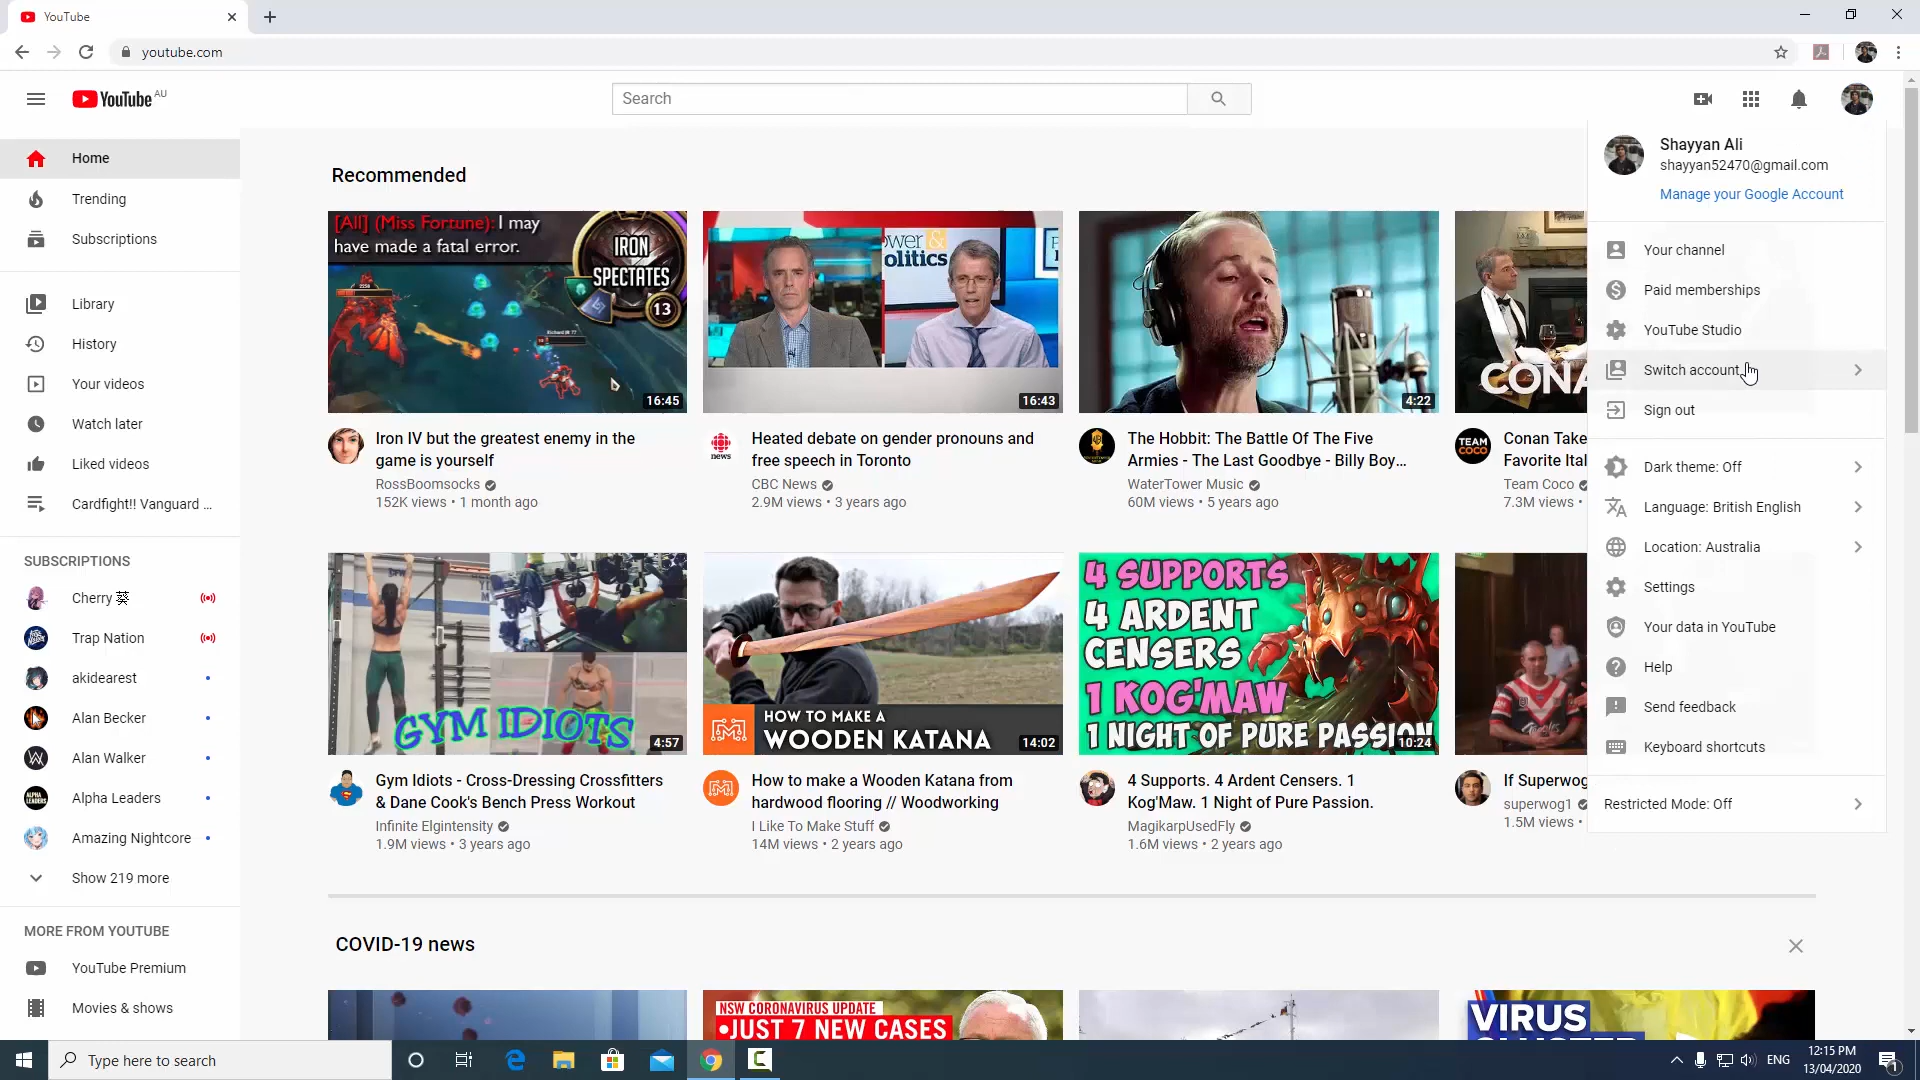 YouTube
youtube.com
YouTube AU
Search
Shayyan Ali
shayyan52470@gmail.com
Manage your Google Account
Your channel
Paid memberships
YouTube Studio
Switch account
Sign out
Dark theme: Off
Language: British English
Location: Australia
Settings
Your data in YouTube
Help
Send feedback
Keyboard shortcuts
Restricted Mode: Off
Home
Trending
Subscriptions
Library
History
Your videos
Watch later
Liked videos
Cardfight!! Vanguard ...
SUBSCRIPTIONS
Cherry 葵
Trap Nation
akidearest
Alan Becker
Alan Walker
Alpha Leaders
Amazing Nightcore
Show 219 more
MORE FROM YOUTUBE
YouTube Premium
Movies & shows
Recommended
[All] (Miss Fortune): I may
have made a fatal error.
IRON
SPECTATES
13
16:45
Iron IV but the greatest enemy in the
game is yourself
RossBoomsocks
152K views • 1 month ago
wer &
olitics
16:43
news
Heated debate on gender pronouns and
free speech in Toronto
CBC News
2.9M views • 3 years ago
4:22
The Hobbit: The Battle Of The Five
Armies - The Last Goodbye - Billy Boy...
WaterTower Music
60M views • 5 years ago
CONA
TEAM
COCO
Conan Take
Favorite Ital
Team Coco
7.3M views •
GYM IDIOTS
4:57
Gym Idiots - Cross-Dressing Crossfitters
& Dane Cook's Bench Press Workout
Infinite Elgintensity
1.9M views • 3 years ago
HOW TO MAKE A
WOODEN KATANA
14:02
How to make a Wooden Katana from
hardwood flooring // Woodworking
I Like To Make Stuff
14M views • 2 years ago
4 SUPPORTS
4 ARDENT
CENSERS
1 KOG'MAW
1 NIGHT OF PURE PASSION
10:24
4 Supports. 4 Ardent Censers. 1
Kog'Maw. 1 Night of Pure Passion.
MagikarpUsedFly
1.6M views • 2 years ago
If Superwog
superwog1
1.5M views •
COVID-19 news
NSW CORONAVIRUS UPDATE
•JUST 7 NEW CASES
VIRUS
CLUSTER
Type here to search
ENG
12:15 PM
13/04/2020
1